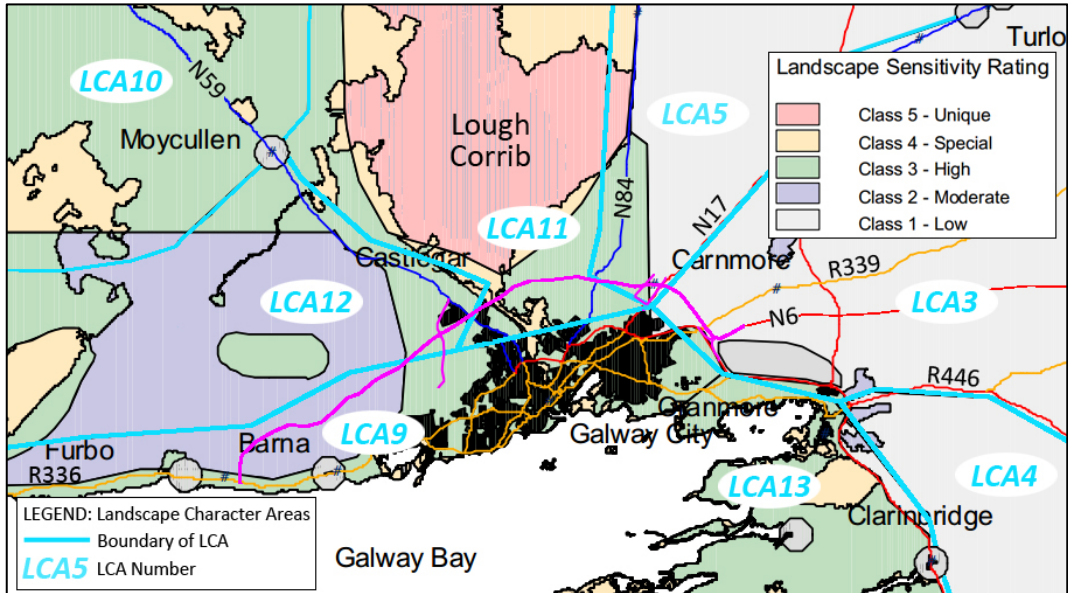 Turlo
LCA10
N59
Landscape Sensitivity Rating
Class 5 - Unique
Class 4 - Special
Class 3 - High
Class 2 - Moderate
Class 1 - Low
Moycullen
Lough
Corrib
LCA5
N84
N17
LCA11
Castlegar
Carnmore
R339
LCA12
LCA3
N6
R446
Oranmore
LCA9
Galway City
Furbo
Barna
R336
LCA13
LCA4
Clarinbridge
LEGEND: Landscape Character Areas
Boundary of LCA
LCA5 LCA Number
Galway Bay